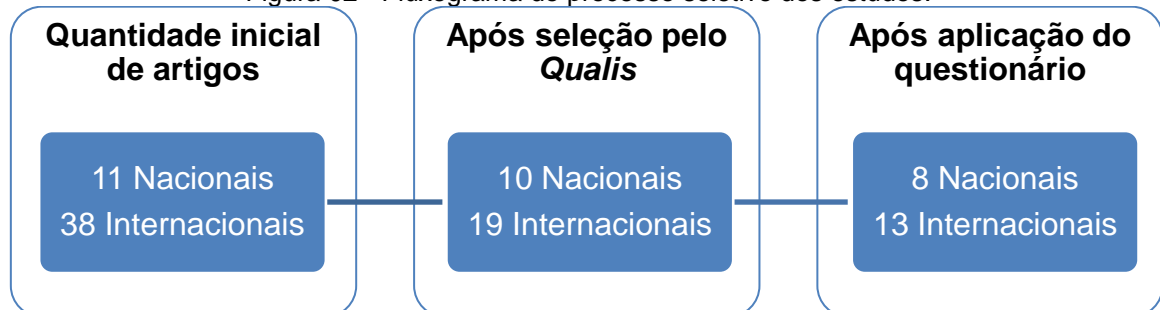 Quantidade inicial
de artigos
11 Nacionais
38 Internacionais
Após seleção pelo
Qualis
10 Nacionais
19 Internacionais
Após aplicação do
questionário
8 Nacionais
13 Internacionais